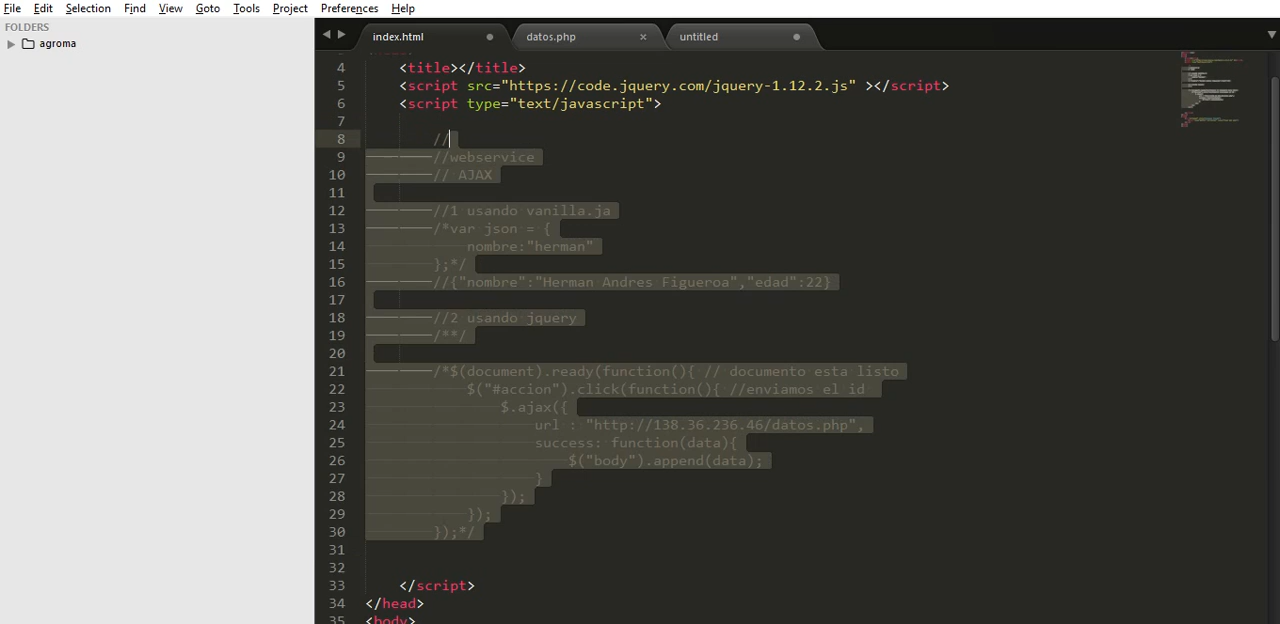 File Edit Selection Find View Goto Tools Project Preferences Help
FOLDERS
agroma
index.html datos.php untitled
4 <title></title>
5 <script src="https://code.jquery.com/jquery-1.12.2.js" ></script>
6 <script type="text/javascript">
7
8 //
9 //webservice
10 // AJAX
11
12 //1 usando vanilla.ja
13 /*var json = {
14 nombre:"herman"
15 };*/
16 //{"nombre":"Herman Andres Figueroa","edad":22}
17
18 //2 usando jquery
19 /**/
20
21 /*$(document).ready(function(){ // documento esta listo
22 $("#accion").click(function(){ //enviamos el id
23 $.ajax({
24 url : "http://138.36.236.46/datos.php",
25 success: function(data){
26 $("body").append(data);
27 }
28 });
29 });
30 });*/
31
32
33 </script>
34 </head>
35 <body>